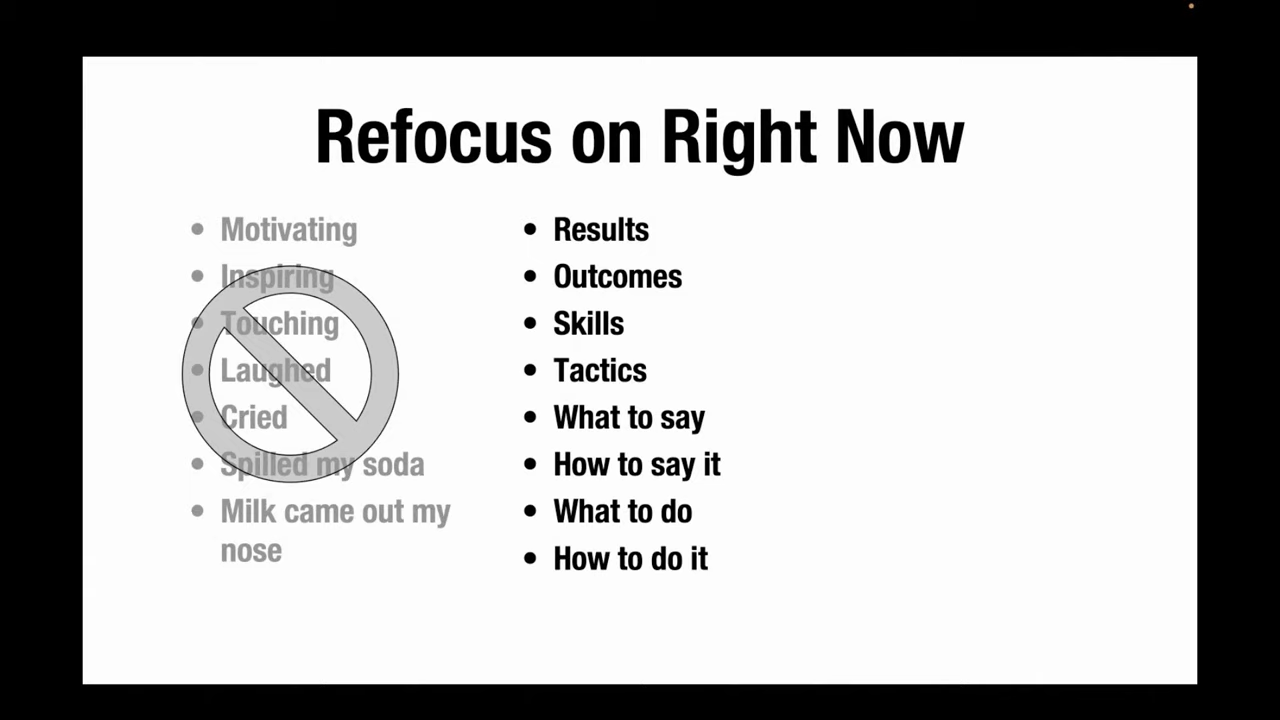 Refocus on Right Now
• Motivating
• Inspiring
• Touching
• Laughed
• Cried
• Spilled my soda
• Milk came out my
nose
• Results
• Outcomes
• Skills
• Tactics
• What to say
• How to say it
• What to do
• How to do it